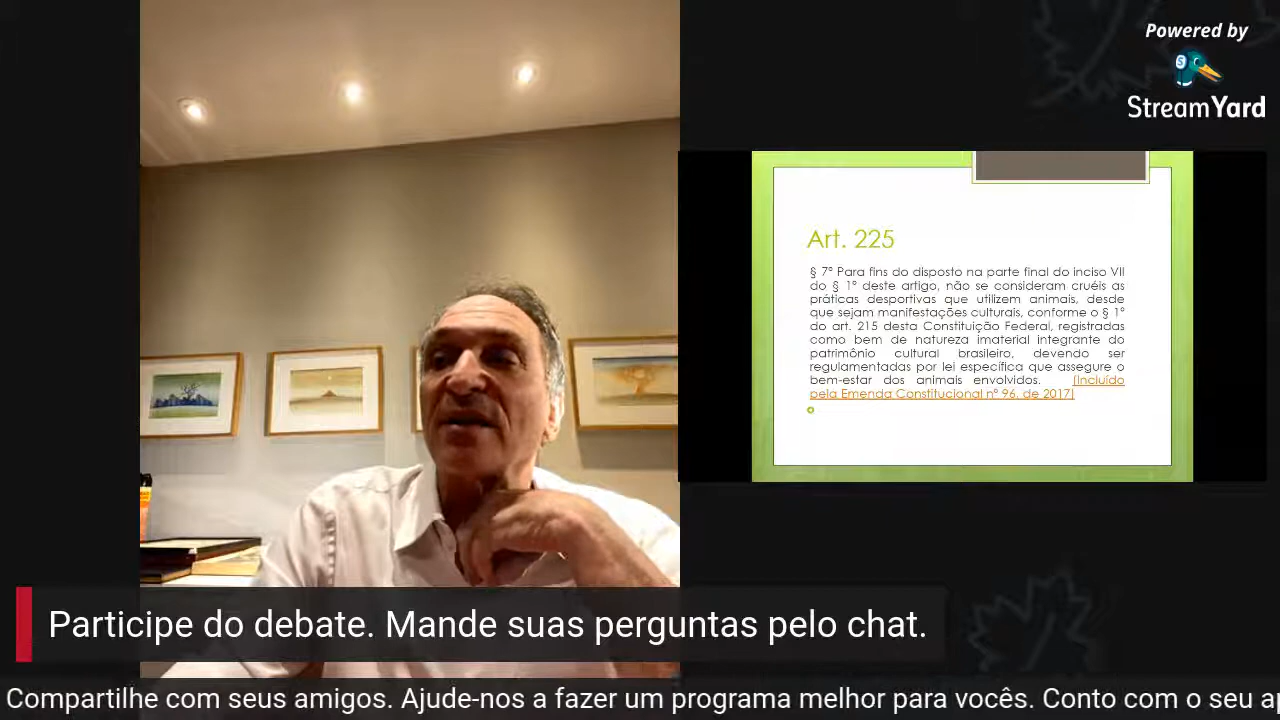 Powered by
StreamYard
Art. 225
§ 7º Para fins do disposto na parte final do inciso VII
do § 1º deste artigo, não se consideram cruéis as
práticas desportivas que utilizem animais, desde
que sejam manifestações culturais, conforme o § 1º
do art. 215 desta Constituição Federal, registradas
como bem de natureza imaterial integrante do
patrimônio cultural brasileiro, devendo ser
regulamentadas por lei específica que assegure o
bem-estar dos animais envolvidos. (Incluído
pela Emenda Constitucional nº 96, de 2017)
Participe do debate. Mande suas perguntas pelo chat.
Compartilhe com seus amigos. Ajude-nos a fazer um programa melhor para vocês. Conto com o seu